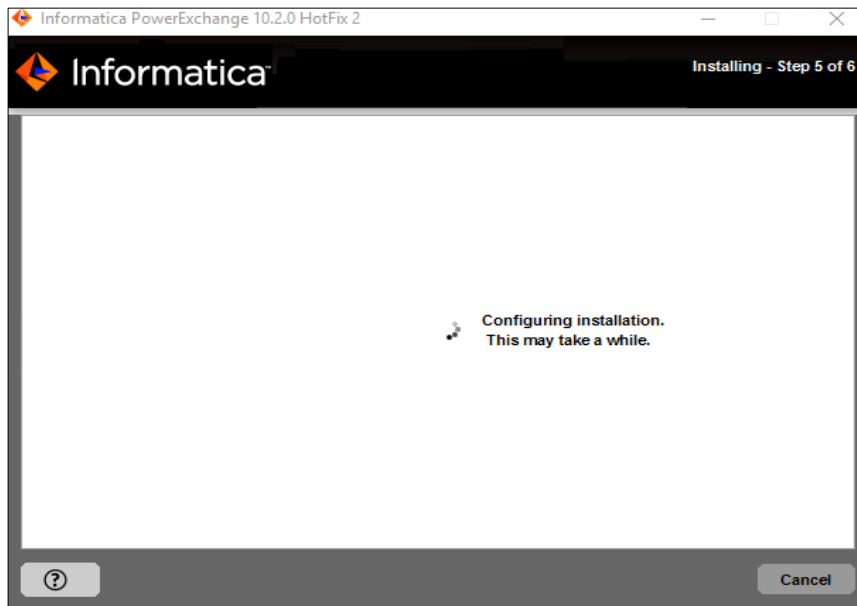 Informatica PowerExchange 10.2.0 HotFix 2
Informatica™
Installing - Step 5 of 6
Configuring installation.
This may take a while.
?
Cancel